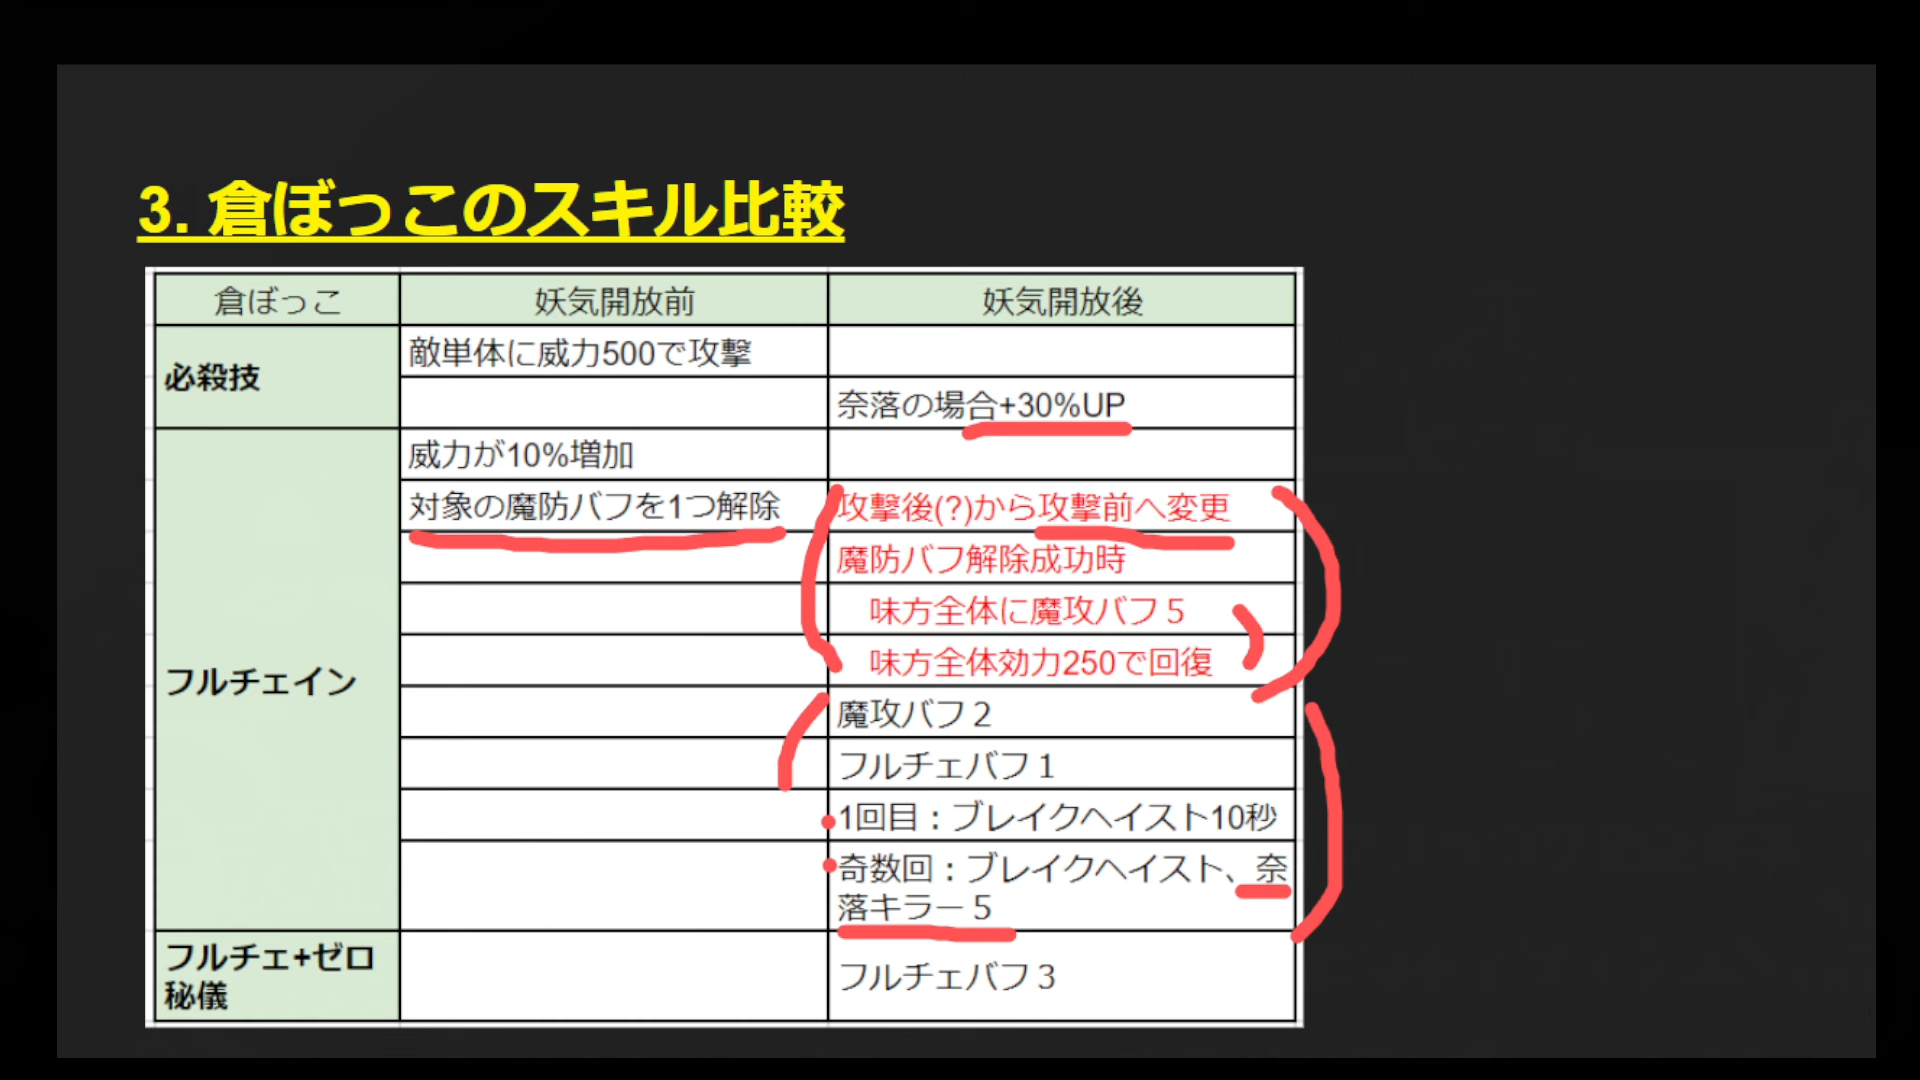 3. 倉ぼっこのスキル比較
倉ぼっこ 妖気開放前 妖気開放後
必殺技
敵単体に威力500で攻撃
奈落の場合+30%UP
フルチェイン
威力が10%増加
対象の魔防バフを1つ解除 攻撃後(?)から攻撃前へ変更
魔防バフ解除成功時
味方全体に魔攻バフ５
味方全体効力250で回復
魔攻バフ２
フルチェバフ１
1回目：ブレイクヘイスト10秒
奇数回：ブレイクヘイスト、奈
落キラー５
フルチェ+ゼロ
秘儀
フルチェバフ３